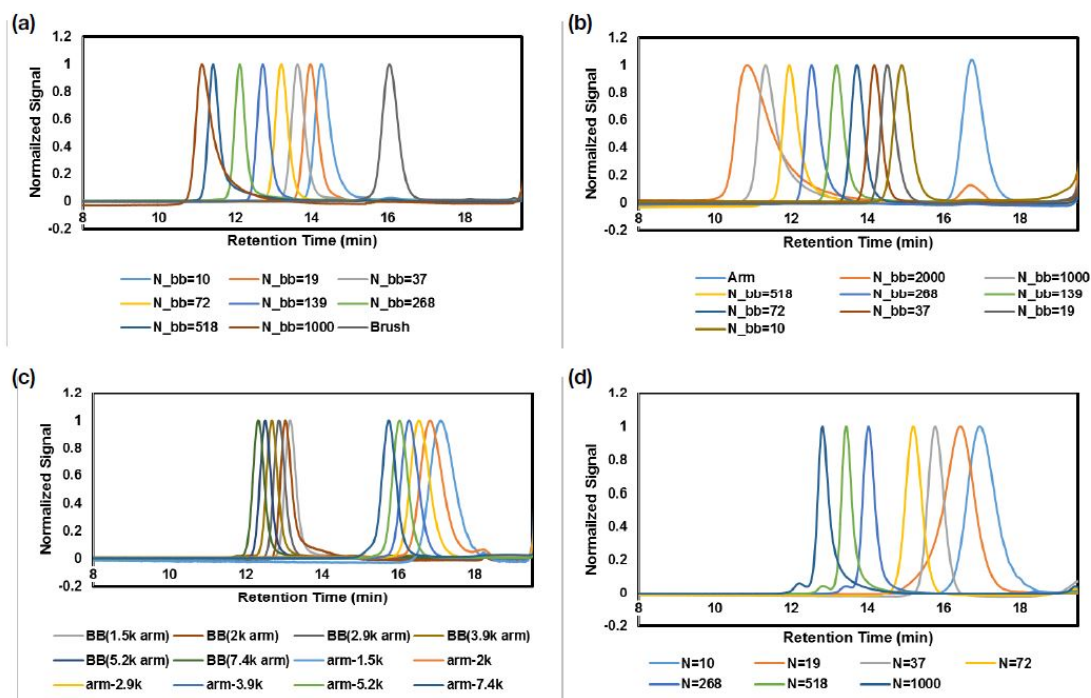 (a)
1.2
1
0.8
0.6
0.4
0.2
0
-0.2
Normailzed Signal
8 10 12 14 16 18
Retention Time (min)
N_bb=10 N_bb=19 N_bb=37
N_bb=72 N_bb=139 N_bb=268
N_bb=518 N_bb=1000 Brush
(b)
1.2
1
0.8
0.6
0.4
0.2
0
-0.2
Normalized Signal
8 10 12 14 16 18
Retention Time (min)
Arm N_bb=2000 N_bb=1000
N_bb=518 N_bb=268 N_bb=139
N_bb=72 N_bb=37 N_bb=19
N_bb=10
(c)
1.2
1
0.8
0.6
0.4
0.2
0
-0.2
Normalized Signal
8 10 12 14 16 18
Retention Time (min)
BB(1.5k arm) BB(2k arm) BB(2.9k arm) BB(3.9k arm)
BB(5.2k arm) BB(7.4k arm) arm-1.5k arm-2k
arm-2.9k arm-3.9k arm-5.2k arm-7.4k
(d)
1.2
1
0.8
0.6
0.4
0.2
0
-0.2
Normalized Signal
8 10 12 14 16 18
Retention Time (min)
N=10 N=19 N=37 N=72
N=268 N=518 N=1000